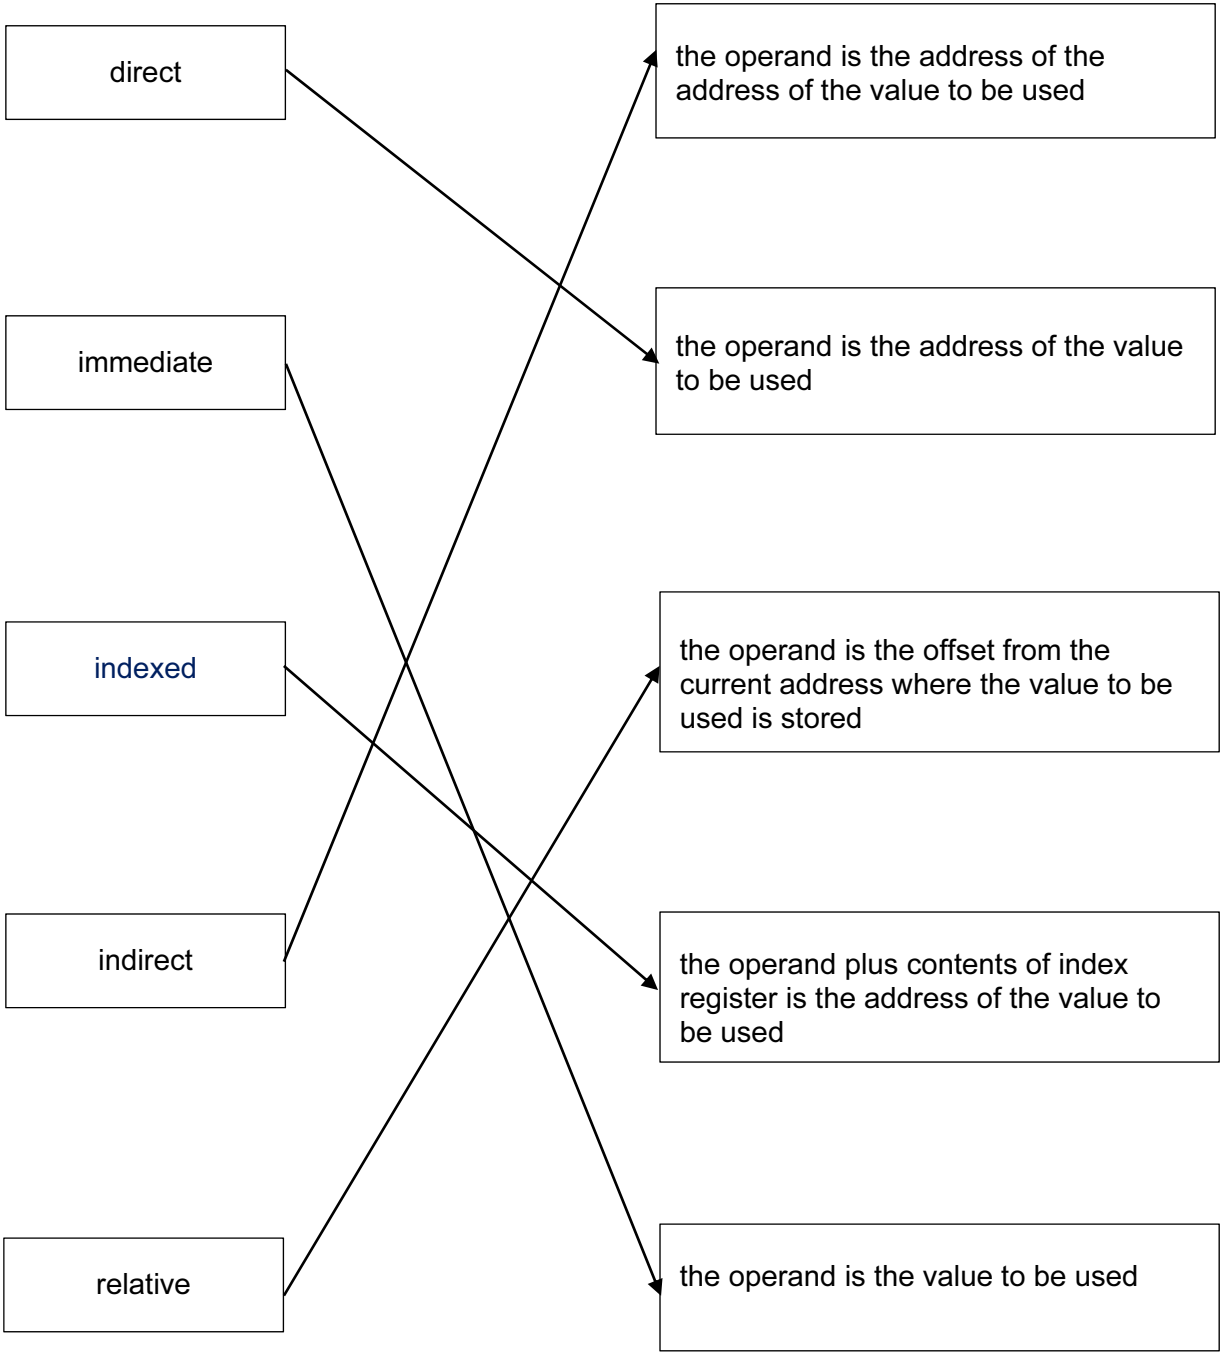 direct
the operand is the address of the
address of the value to be used
immediate
the operand is the address of the value
to be used
indexed
the operand is the offset from the
current address where the value to be
used is stored
indirect
the operand plus contents of index
register is the address of the value to
be used
relative
the operand is the value to be used